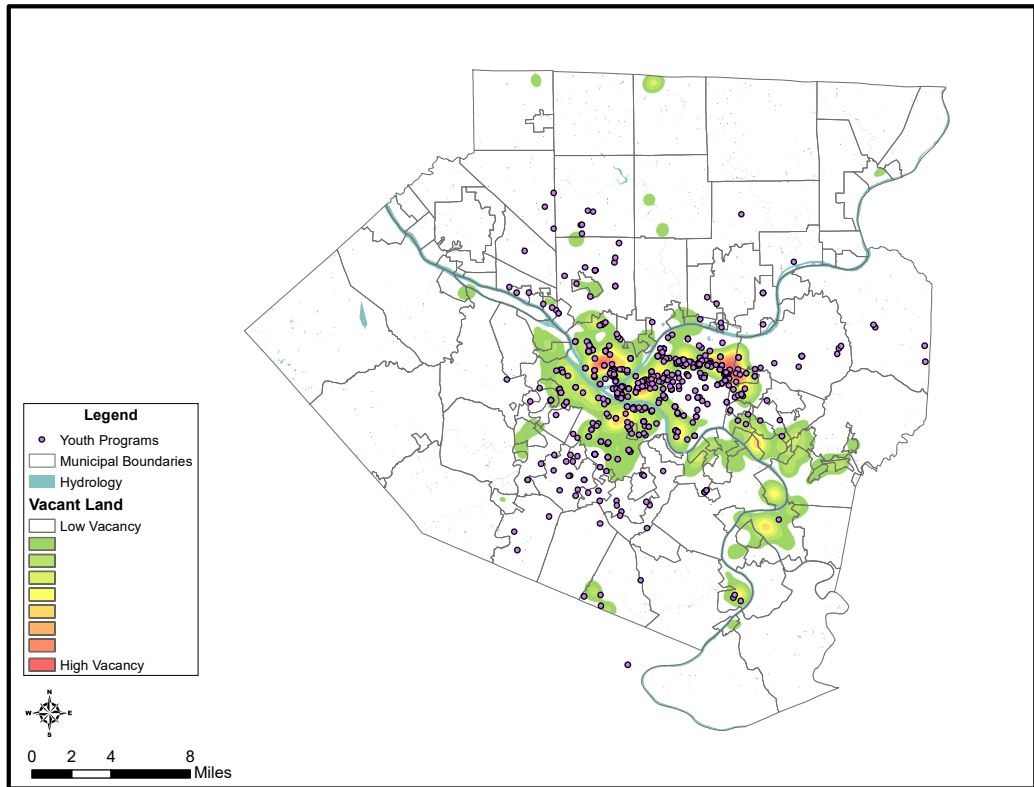 Legend
Youth Programs
Municipal Boundaries
Hydrology
Vacant Land
Low Vacancy
High Vacancy
N
W E
S
0 2 4 8
Miles